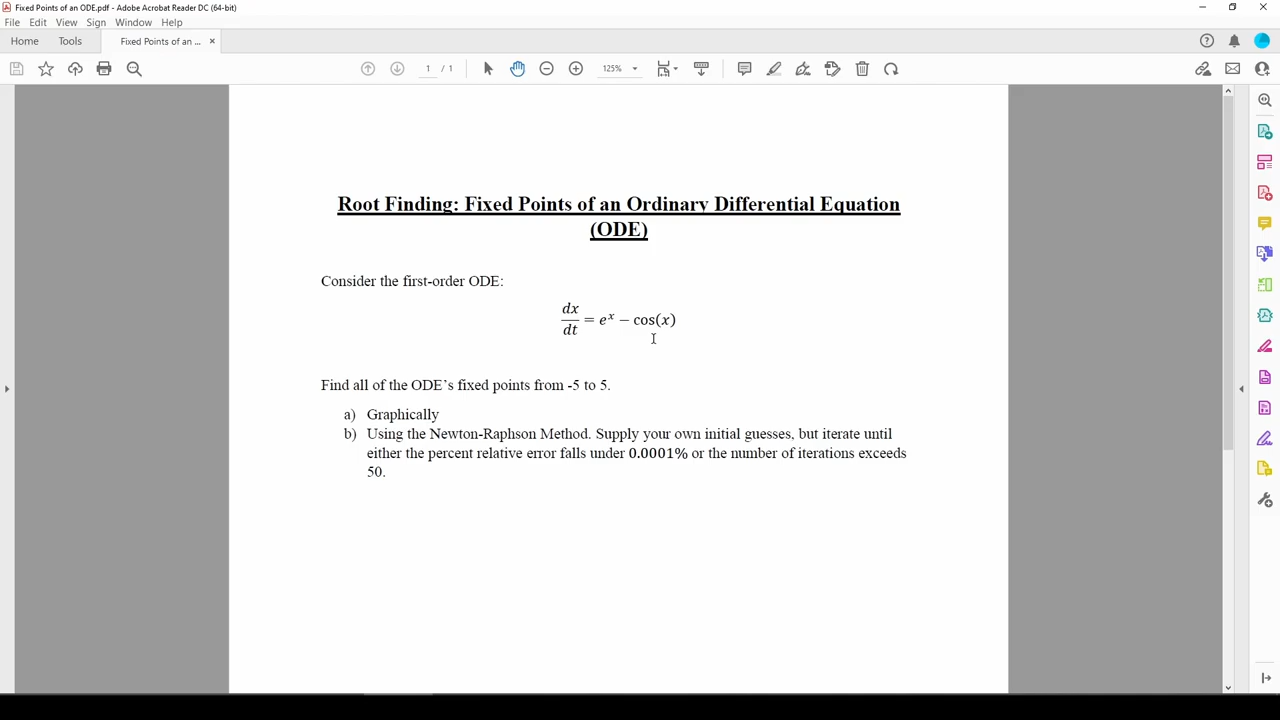 Fixed Points of an ODE.pdf - Adobe Acrobat Reader DC (64-bit)
File Edit View Sign Window Help
Home Tools Fixed Points of an ... ×
1 / 1 125%
Root Finding: Fixed Points of an Ordinary Differential Equation
(ODE)
Consider the first-order ODE:
dx/dt = e^x − cos(x)
Find all of the ODE's fixed points from -5 to 5.
a) Graphically
b) Using the Newton-Raphson Method. Supply your own initial guesses, but iterate until
either the percent relative error falls under 0.0001% or the number of iterations exceeds
50.